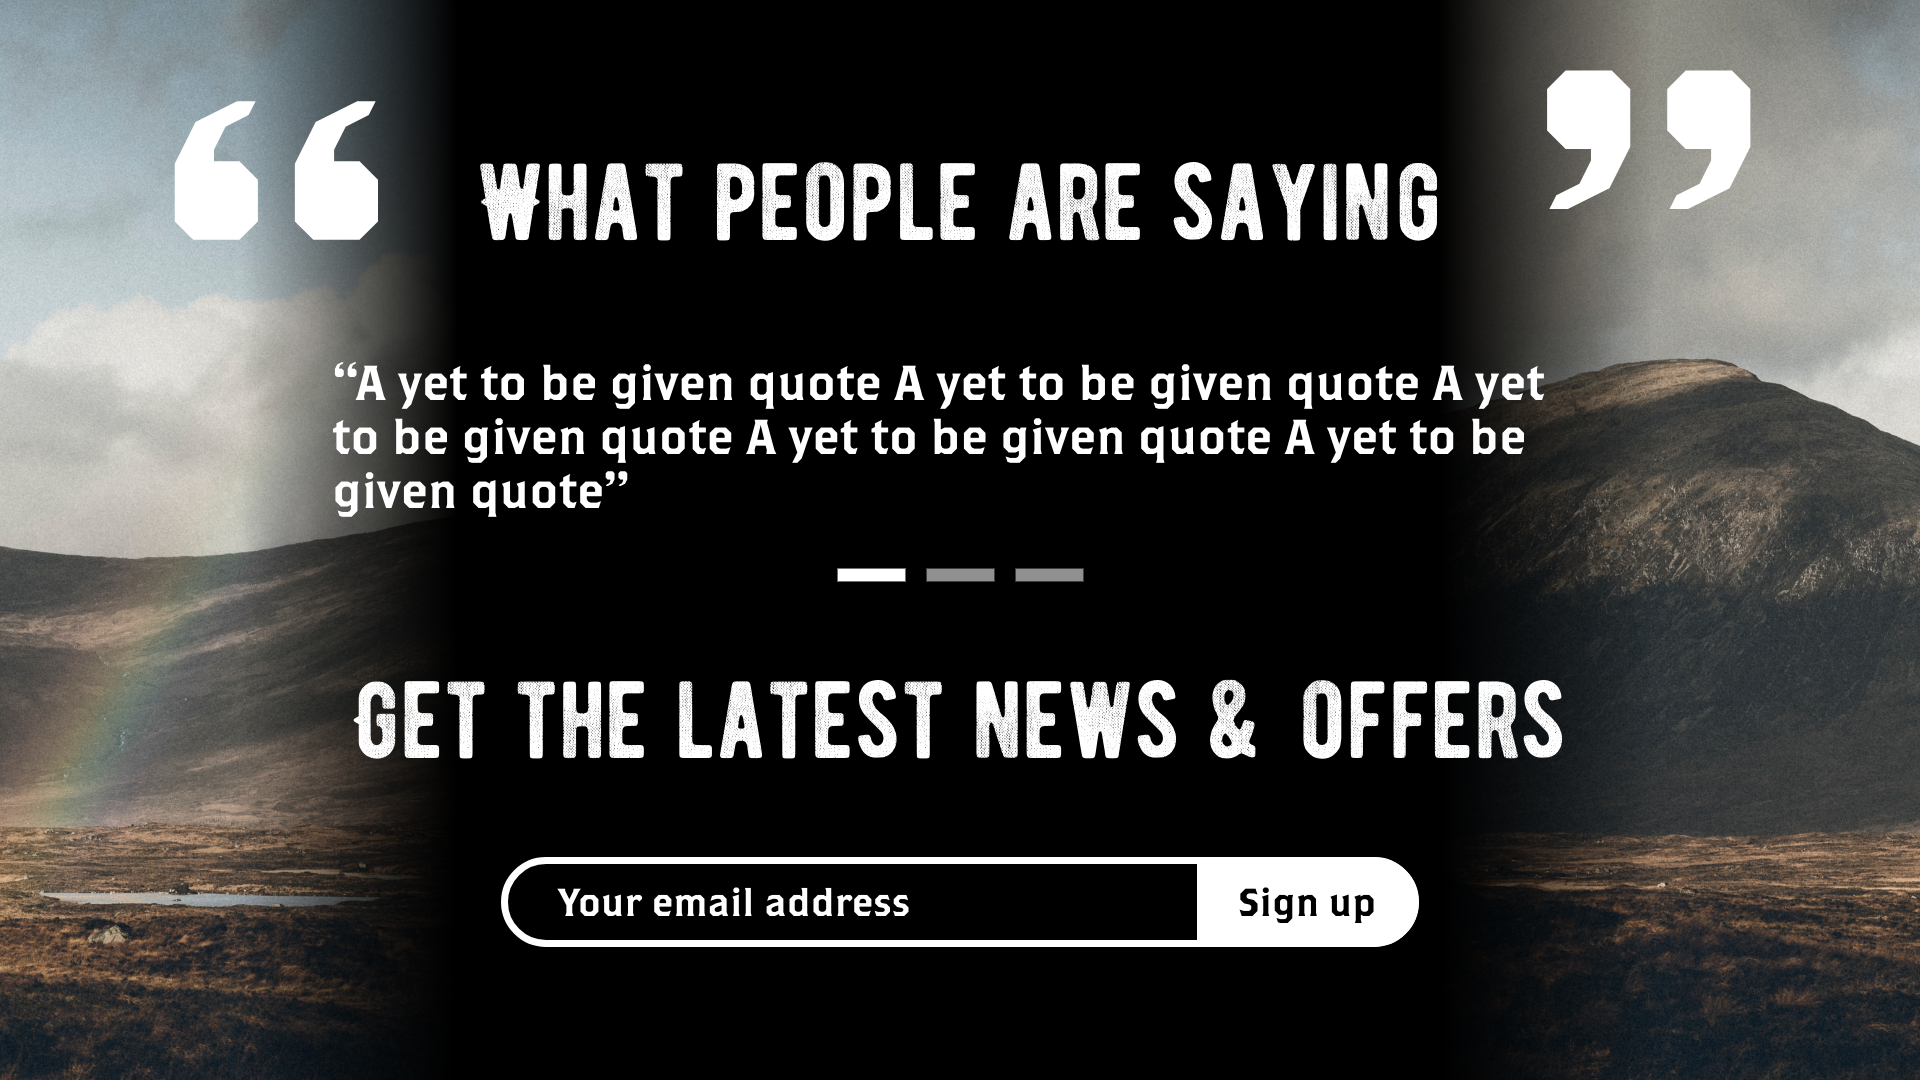 “ ”
WHAT PEOPLE ARE SAYING
“A yet to be given quote A yet to be given quote A yet
to be given quote A yet to be given quote A yet to be
given quote”
GET THE LATEST NEWS & OFFERS
Your email address
Sign up